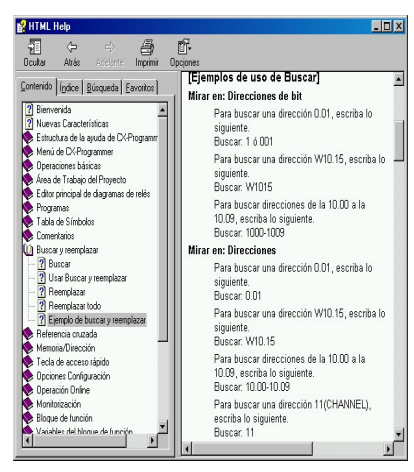 HTML Help
Ocultar Atrás Adelante Imprimir Opciones
Contenido Índice Búsqueda Favoritos
Bienvenida
Nuevas Características
Estructura de la ayuda de CX-Programm
Menú de CX-Programmer
Operaciones básicas
Área de Trabajo del Proyecto
Editor principal de diagramas de relés
Programas
Tabla de Símbolos
Comentarios
Buscar y reemplazar
Buscar
Usar Buscar y reemplazar
Reemplazar
Reemplazar todo
Ejemplo de buscar y reemplazar
Referencia cruzada
Memoria/Dirección
Tecla de acceso rápido
Opciones Configuración
Operación Online
Monitorización
Bloque de función
Variables del bloque de función
[Ejemplos de uso de Buscar]
Mirar en: Direcciones de bit
Para buscar una dirección 0.01, escriba lo
siguiente.
Buscar: 1 ó 001
Para buscar una dirección W10.15, escriba lo
siguiente.
Buscar: W1015
Para buscar direcciones de la 10.00 a la
10.09, escriba lo siguiente.
Buscar: 1000-1009
Mirar en: Direcciones
Para buscar una dirección 0.01, escriba lo
siguiente.
Buscar: 0.01
Para buscar una dirección W10.15, escriba lo
siguiente.
Buscar: W10.15
Para buscar direcciones de la 10.00 a la
10.09, escriba lo siguiente.
Buscar: 10.00-10.09
Para buscar una dirección 11(CHANNEL),
escriba lo siguiente.
Buscar: 11